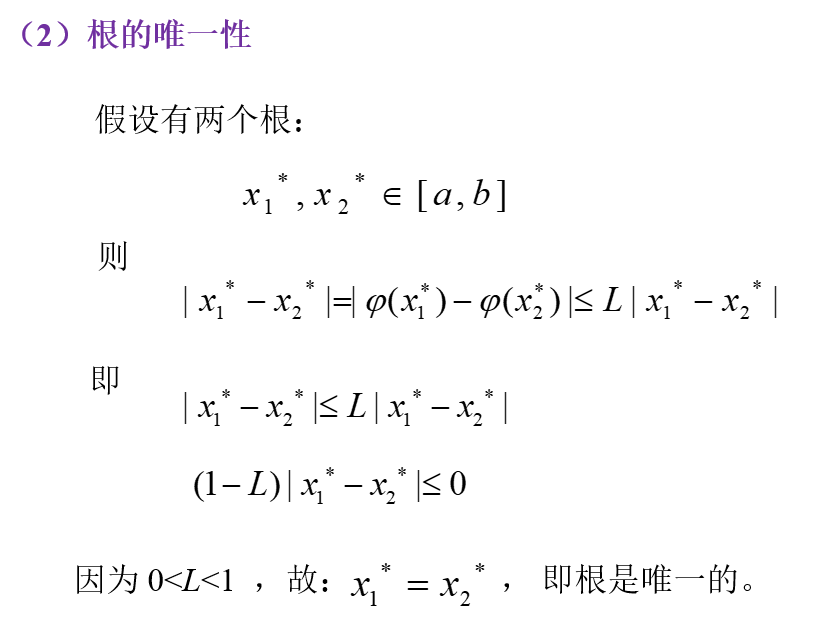 （2）根的唯一性
假设有两个根：
x₁*, x₂* ∈ [a, b]
则
| x₁* − x₂* |=| φ(x₁*) − φ(x₂*) |≤ L | x₁* − x₂* |
即
| x₁* − x₂* |≤ L | x₁* − x₂* |
(1− L) | x₁* − x₂* |≤ 0
因为 0<L<1 ，故：x₁* = x₂* ， 即根是唯一的。